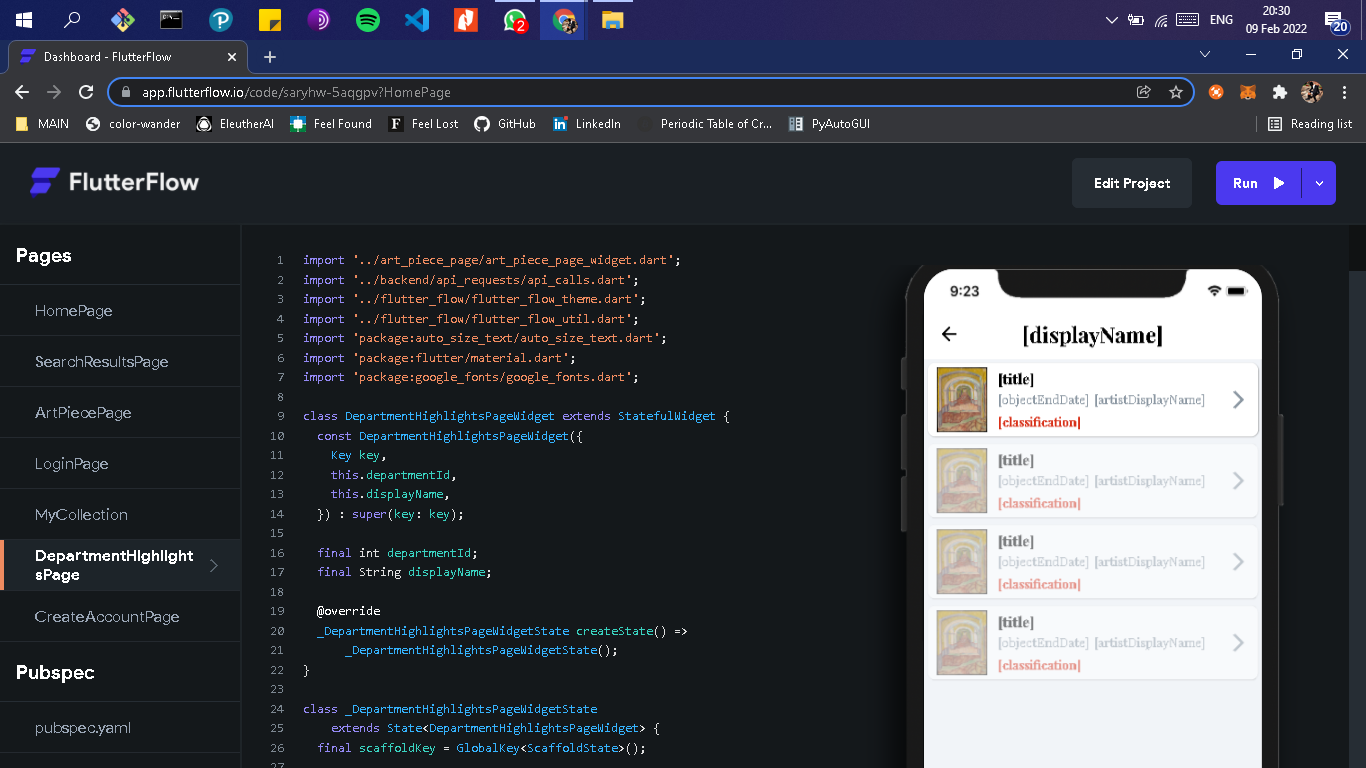 ENG
20:30
09 Feb 2022
20
2
Dashboard - FlutterFlow
app.flutterflow.io/code/saryhw-5aqgpv?HomePage
MAIN color-wander EleutherAI Feel Found Feel Lost GitHub LinkedIn Periodic Table of Cr... PyAutoGUI Reading list
FlutterFlow
Edit Project
Run
Pages
HomePage
SearchResultsPage
ArtPiecePage
LoginPage
MyCollection
DepartmentHighlight
sPage
CreateAccountPage
Pubspec
pubspec.yaml
1 import '../art_piece_page/art_piece_page_widget.dart';
2 import '../backend/api_requests/api_calls.dart';
3 import '../flutter_flow/flutter_flow_theme.dart';
4 import '../flutter_flow/flutter_flow_util.dart';
5 import 'package:auto_size_text/auto_size_text.dart';
6 import 'package:flutter/material.dart';
7 import 'package:google_fonts/google_fonts.dart';
8
9 class DepartmentHighlightsPageWidget extends StatefulWidget {
10 const DepartmentHighlightsPageWidget({
11 Key key,
12 this.departmentId,
13 this.displayName,
14 }) : super(key: key);
15
16 final int departmentId;
17 final String displayName;
18
19 @override
20 _DepartmentHighlightsPageWidgetState createState() =>
21 _DepartmentHighlightsPageWidgetState();
22 }
23
24 class _DepartmentHighlightsPageWidgetState
25 extends State<DepartmentHighlightsPageWidget> {
26 final scaffoldKey = GlobalKey<ScaffoldState>();
27
9:23
[displayName]
[title]
[objectEndDate] [artistDisplayName]
[classification]
[title]
[objectEndDate] [artistDisplayName]
[classification]
[title]
[objectEndDate] [artistDisplayName]
[classification]
[title]
[objectEndDate] [artistDisplayName]
[classification]